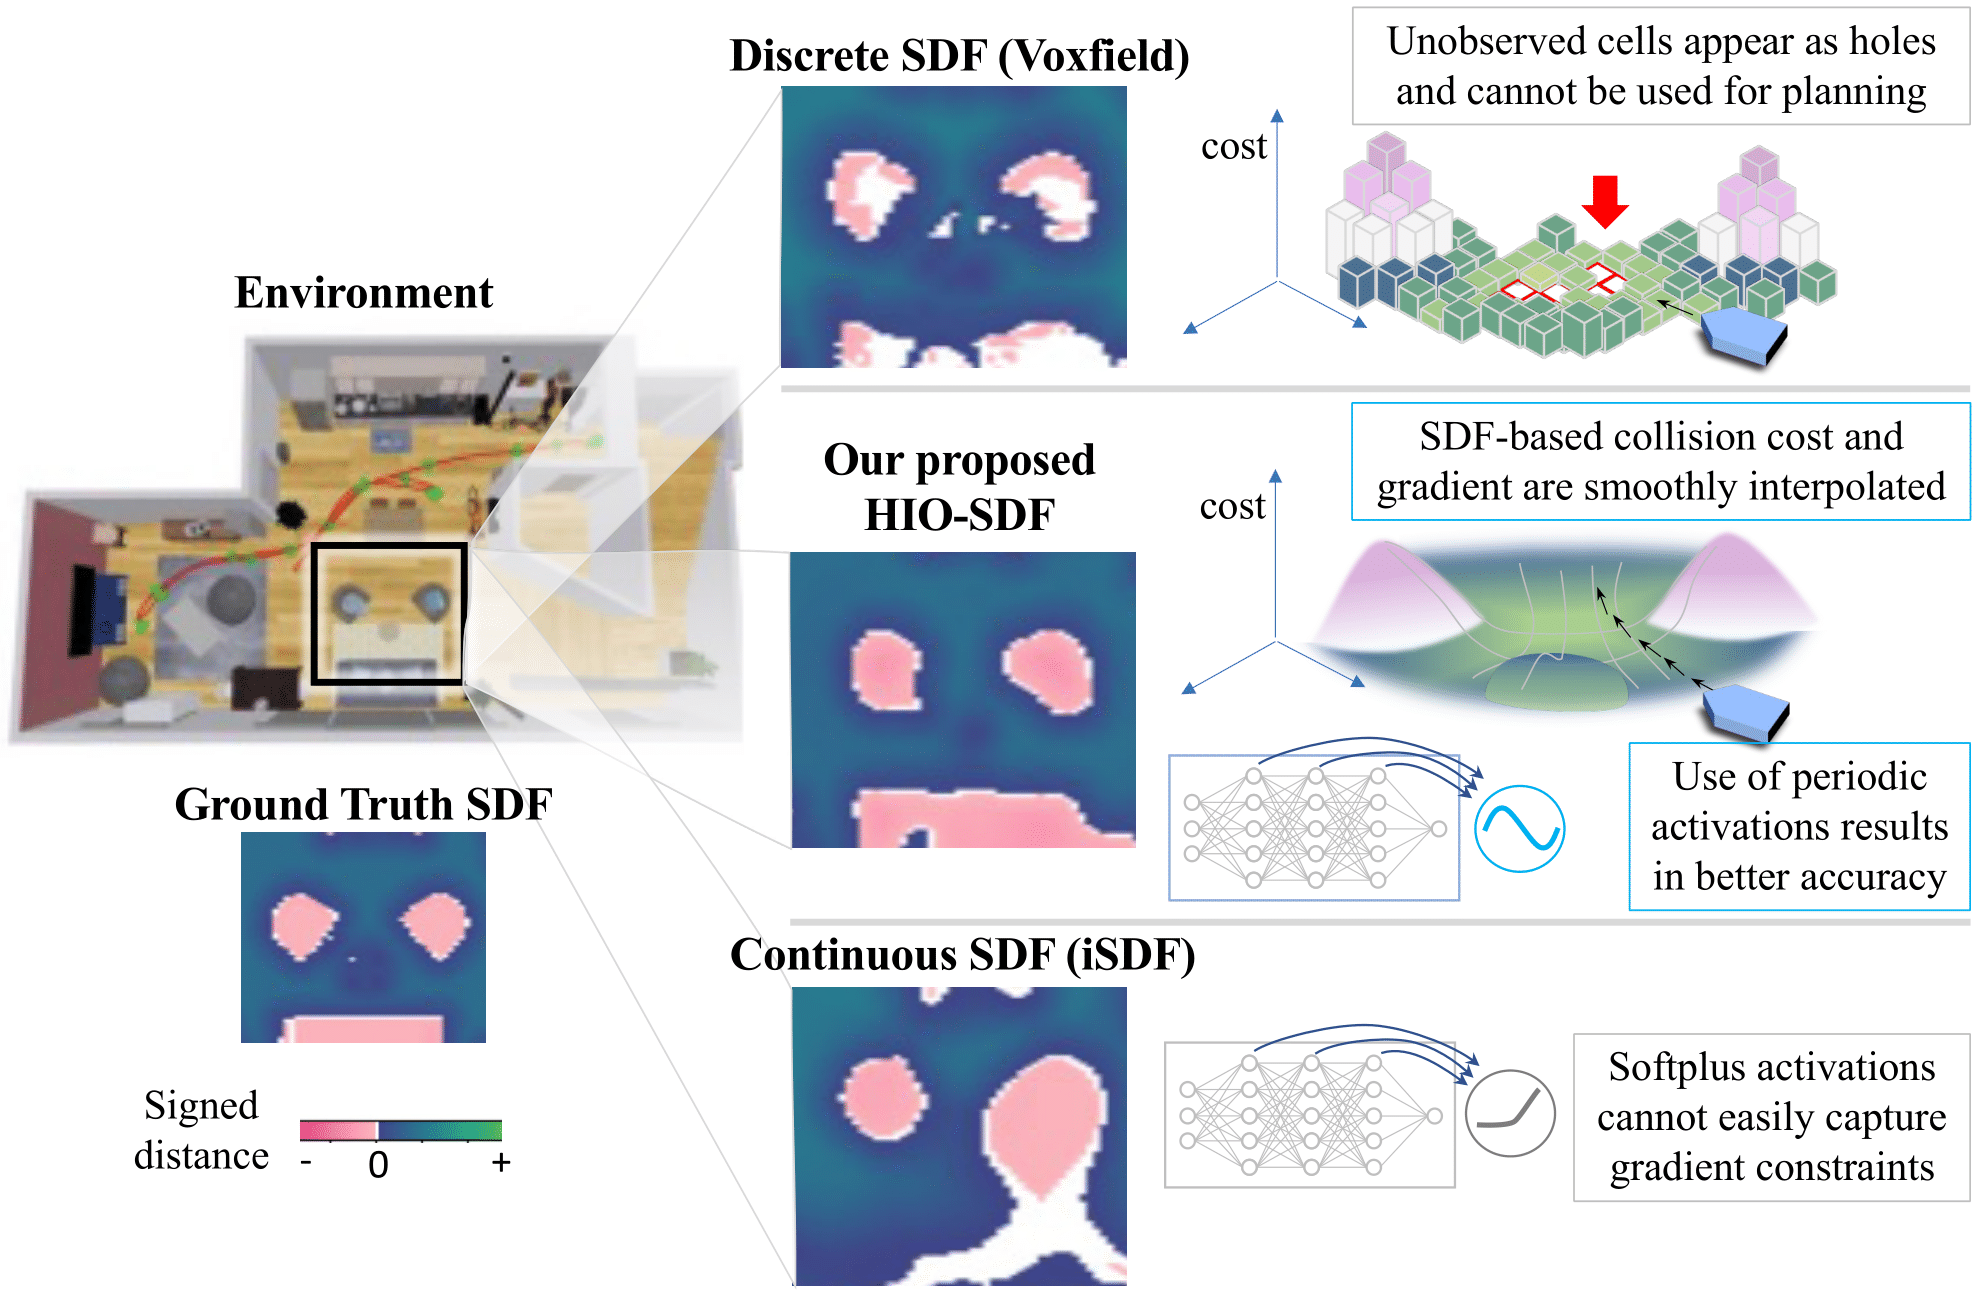 Discrete SDF (Voxfield)
Unobserved cells appear as holes
and cannot be used for planning
cost
Environment
Our proposed
HIO-SDF
SDF-based collision cost and
gradient are smoothly interpolated
cost
Use of periodic
activations results
in better accuracy
Ground Truth SDF
Signed
distance
- 0 +
Continuous SDF (iSDF)
Softplus activations
cannot easily capture
gradient constraints